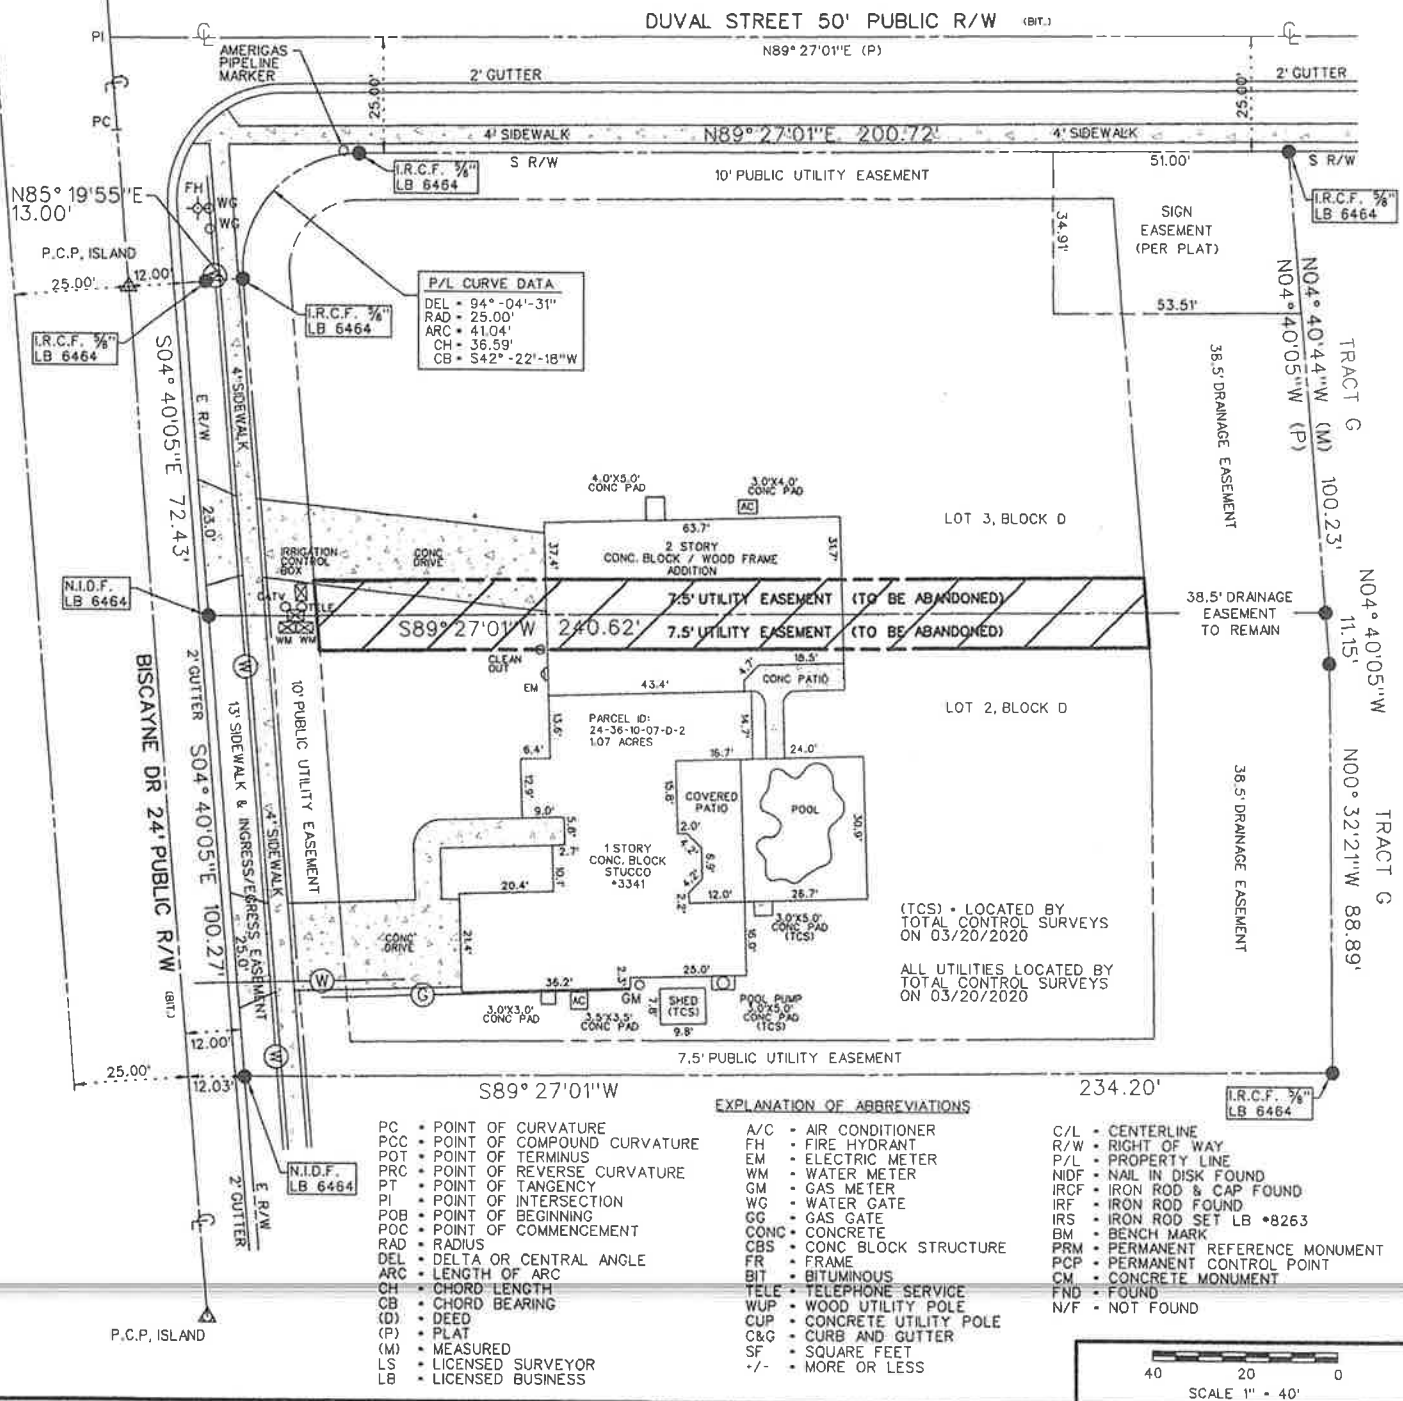 DUVAL STREET 50' PUBLIC R/W (BIT.)
N89°27'01"E (P)
PI
AMERIGAS
PIPELINE
MARKER
2' GUTTER
2' GUTTER
25.00'
25.00'
PC
4' SIDEWALK
N89°27'01"E 200.72'
4' SIDEWALK
S R/W
51.00'
S R/W
I.R.C.F. 5/8"
LB 6464
10' PUBLIC UTILITY EASEMENT
I.R.C.F. 5/8"
LB 6464
N85°19'55"E
13.00'
FH
WG
WG
SIGN
EASEMENT
(PER PLAT)
34.91'
53.51'
P.C.P. ISLAND
25.00'
12.00'
I.R.C.F. 5/8"
LB 6464
I.R.C.F. 5/8"
LB 6464
P/L CURVE DATA
DEL = 94°-04'-31"
RAD = 25.00'
ARC = 41.04'
CH = 36.59'
CB = S42°-22'-18"W
N04°40'44"W (M) 100.23'
N04°40'05"W (P)
TRACT G
38.5' DRAINAGE EASEMENT
S04°40'05"E 72.43'
E R/W
4' SIDEWALK
23.0'
4.0'X5.0'
CONC PAD
3.0'X4.0'
CONC PAD
AC
LOT 3, BLOCK D
63.7'
37.4'
31.7'
2 STORY
CONC. BLOCK / WOOD FRAME
ADDITION
IRRIGATION
CONTROL
BOX
CONC
DRIVE
CATV
TELE
WM WM
N.I.D.F.
LB 6464
7.5' UTILITY EASEMENT (TO BE ABANDONED)
S89°27'01"W 240.62'
7.5' UTILITY EASEMENT (TO BE ABANDONED)
38.5' DRAINAGE
EASEMENT
TO REMAIN
N04°40'05"W
11.15'
CLEAN
OUT
EM
4.7'
18.5'
CONC PATIO
43.4'
LOT 2, BLOCK D
PARCEL ID:
24-36-10-07-D-2
1.07 ACRES
13.6'
14.7'
6.4'
16.7'
24.0'
12.9'
15.8'
COVERED
PATIO
POOL
30.9'
9.0'
5.8'
2.7'
10.1'
2.0'
4.2'
6.9'
4.2'
2.2'
1 STORY
CONC. BLOCK
STUCCO
#3341
20.4'
12.0'
26.7'
3.0'X5.0'
CONC PAD
(TCS)
(TCS) = LOCATED BY
TOTAL CONTROL SURVEYS
ON 03/20/2020
ALL UTILITIES LOCATED BY
TOTAL CONTROL SURVEYS
ON 03/20/2020
38.5' DRAINAGE EASEMENT
N00°32'21"W 88.89'
TRACT G
BISCAYNE DR 24' PUBLIC R/W (BIT.)
2' GUTTER
S04°40'05"E 100.27'
13' SIDEWALK & INGRESS/EGRESS EASEMENT
4' SIDEWALK
10' PUBLIC UTILITY EASEMENT
W
25.0'
CONC
DRIVE
21.4'
W
G
36.2'
2.3'
25.0'
15.0'
3.0'X3.0'
CONC PAD
AC
3.5'X3.5'
CONC PAD
GM
7.8'
SHED
(TCS)
9.8'
POOL PUMP
3.0'X5.0'
CONC PAD
(TCS)
12.00'
W
25.00'
12.03'
7.5' PUBLIC UTILITY EASEMENT
S89°27'01"W
234.20'
I.R.C.F. 5/8"
LB 6464
N.I.D.F.
LB 6464
2' GUTTER
E R/W
P.C.P. ISLAND
EXPLANATION OF ABBREVIATIONS
PC = POINT OF CURVATURE
PCC = POINT OF COMPOUND CURVATURE
POT = POINT OF TERMINUS
PRC = POINT OF REVERSE CURVATURE
PT = POINT OF TANGENCY
PI = POINT OF INTERSECTION
POB = POINT OF BEGINNING
POC = POINT OF COMMENCEMENT
RAD = RADIUS
DEL = DELTA OR CENTRAL ANGLE
ARC = LENGTH OF ARC
CH = CHORD LENGTH
CB = CHORD BEARING
(D) = DEED
(P) = PLAT
(M) = MEASURED
LS = LICENSED SURVEYOR
LB = LICENSED BUSINESS
A/C = AIR CONDITIONER
FH = FIRE HYDRANT
EM = ELECTRIC METER
WM = WATER METER
GM = GAS METER
WG = WATER GATE
GG = GAS GATE
CONC = CONCRETE
CBS = CONC BLOCK STRUCTURE
FR = FRAME
BIT = BITUMINOUS
TELE = TELEPHONE SERVICE
WUP = WOOD UTILITY POLE
CUP = CONCRETE UTILITY POLE
C&G = CURB AND GUTTER
SF = SQUARE FEET
+/- = MORE OR LESS
C/L = CENTERLINE
R/W = RIGHT OF WAY
P/L = PROPERTY LINE
NIDF = NAIL IN DISK FOUND
IRCF = IRON ROD & CAP FOUND
IRF = IRON ROD FOUND
IRS = IRON ROD SET LB #8263
BM = BENCH MARK
PRM = PERMANENT REFERENCE MONUMENT
PCP = PERMANENT CONTROL POINT
CM = CONCRETE MONUMENT
FND = FOUND
N/F = NOT FOUND
40 20 0
SCALE 1" = 40'